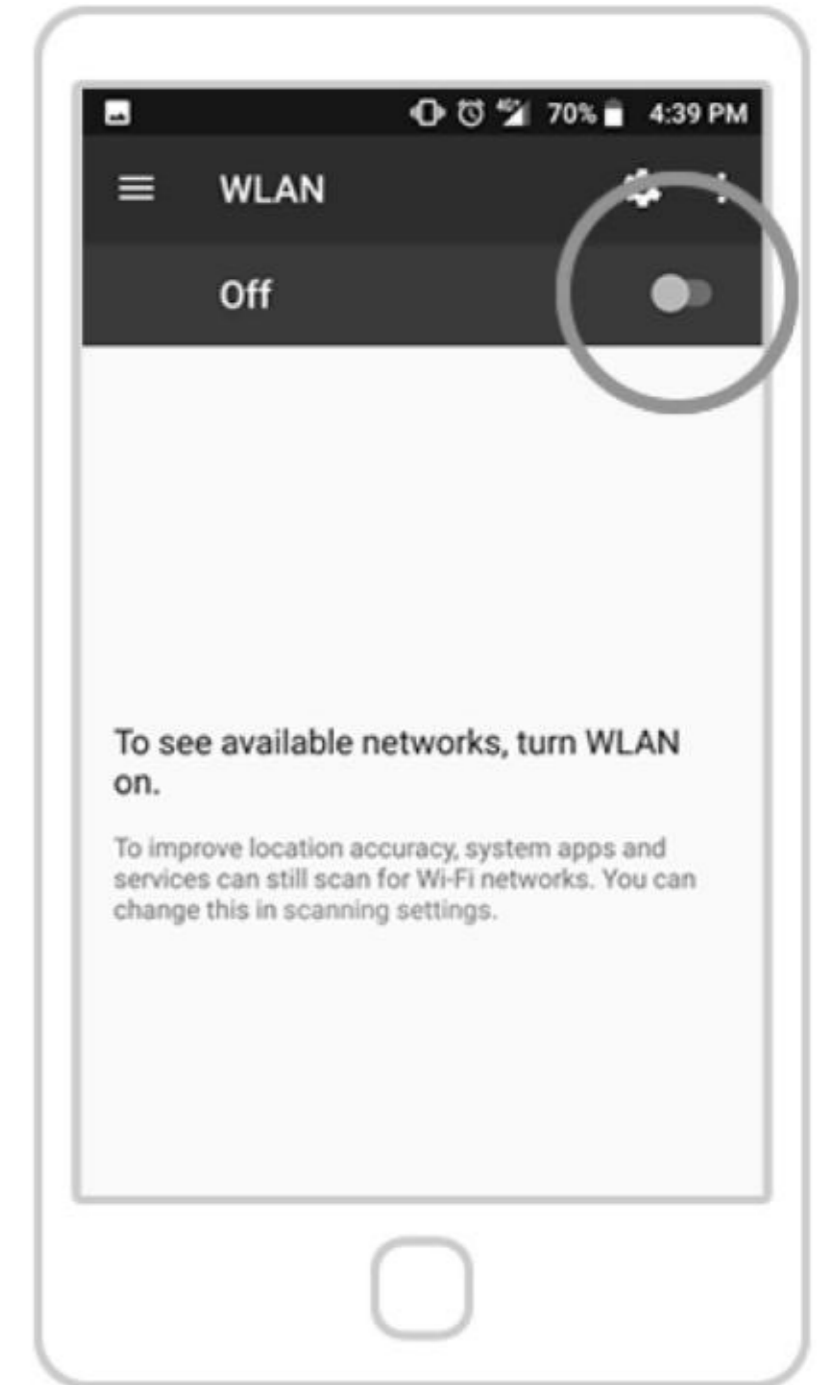 70% 4:39 PM
WLAN
Off
To see available networks, turn WLAN
on.
To improve location accuracy, system apps and
services can still scan for Wi-Fi networks. You can
change this in scanning settings.